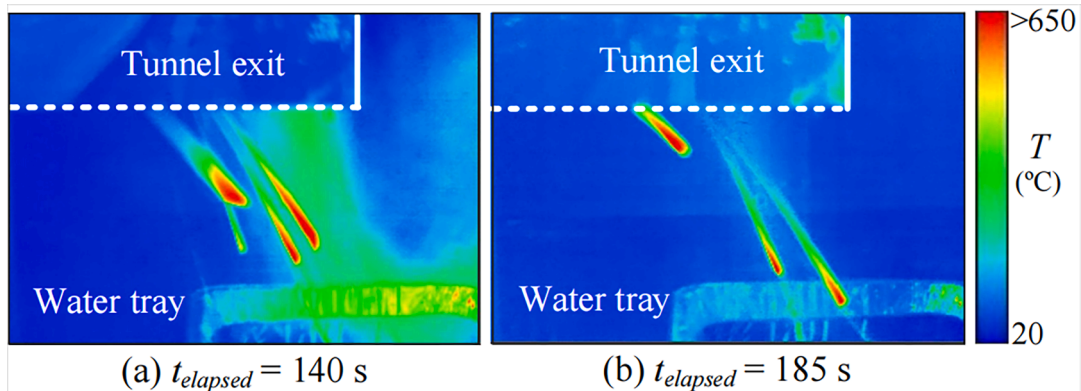 Tunnel exit
Water tray
(a) t_elapsed = 140 s
Tunnel exit
Water tray
(b) t_elapsed = 185 s
>650
T
(ºC)
20